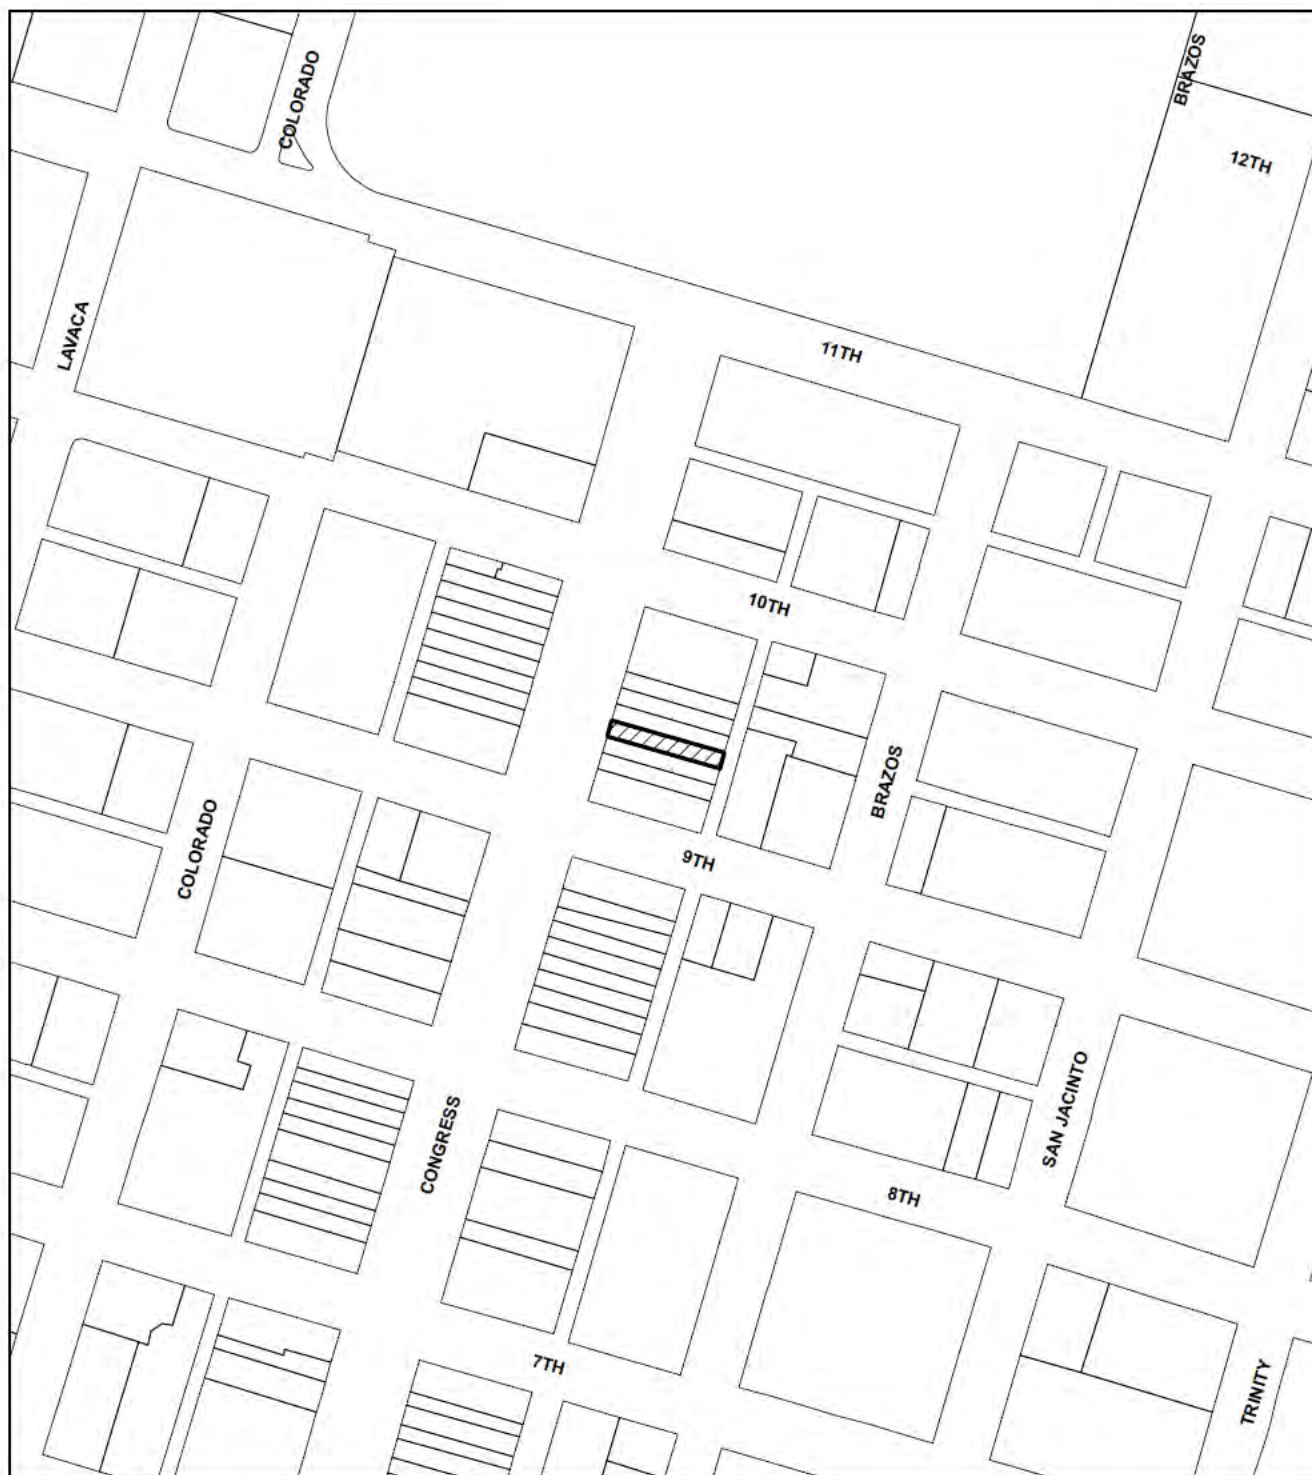 BRAZOS
COLORADO
12TH
LAVACA
11TH
10TH
BRAZOS
COLORADO
9TH
SAN JACINTO
CONGRESS
8TH
7TH
TRINITY